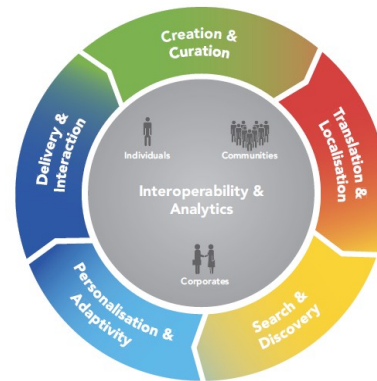 Creation &
Curation
Translation &
Localisation
Search &
Discovery
Personalisation &
Adaptivity
Delivery &
Interaction
Individuals
Communities
Interoperability &
Analytics
Corporates